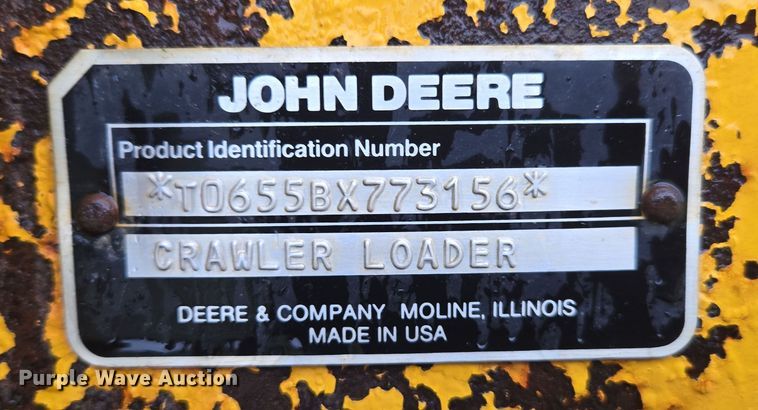 JOHN DEERE
Product Identification Number
*T0655BX773156*
CRAWLER LOADER
DEERE & COMPANY MOLINE, ILLINOIS
MADE IN USA
Purple Wave Auction